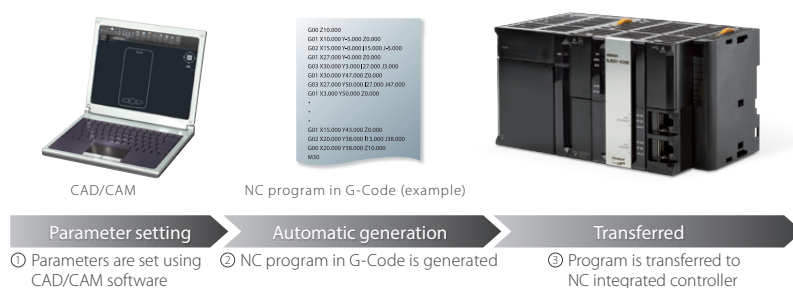 G00 Z10.000
G01 X10.000 Y-5.000 Z0.000
G02 X15.000 Y-0.000 I15.000 J-5.000
G01 X27.000 Y-0.000 Z0.000
G03 X30.000 Y3.000 I27.000 J3.000
G01 X30.000 Y47.000 Z0.000
G03 X27.000 Y50.000 I27.000 J47.000
G01 X3.000 Y50.000 Z0.000
.
.
.
G01 X15.000 Y43.000 Z0.000
G02 X20.000 Y38.000 I15.000 J38.000
G00 X20.000 Y38.000 Z10.000
M30
CAD/CAM
NC program in G-Code (example)
Parameter setting
Automatic generation
Transferred
① Parameters are set using
CAD/CAM software
② NC program in G-Code is generated
③ Program is transferred to
NC integrated controller